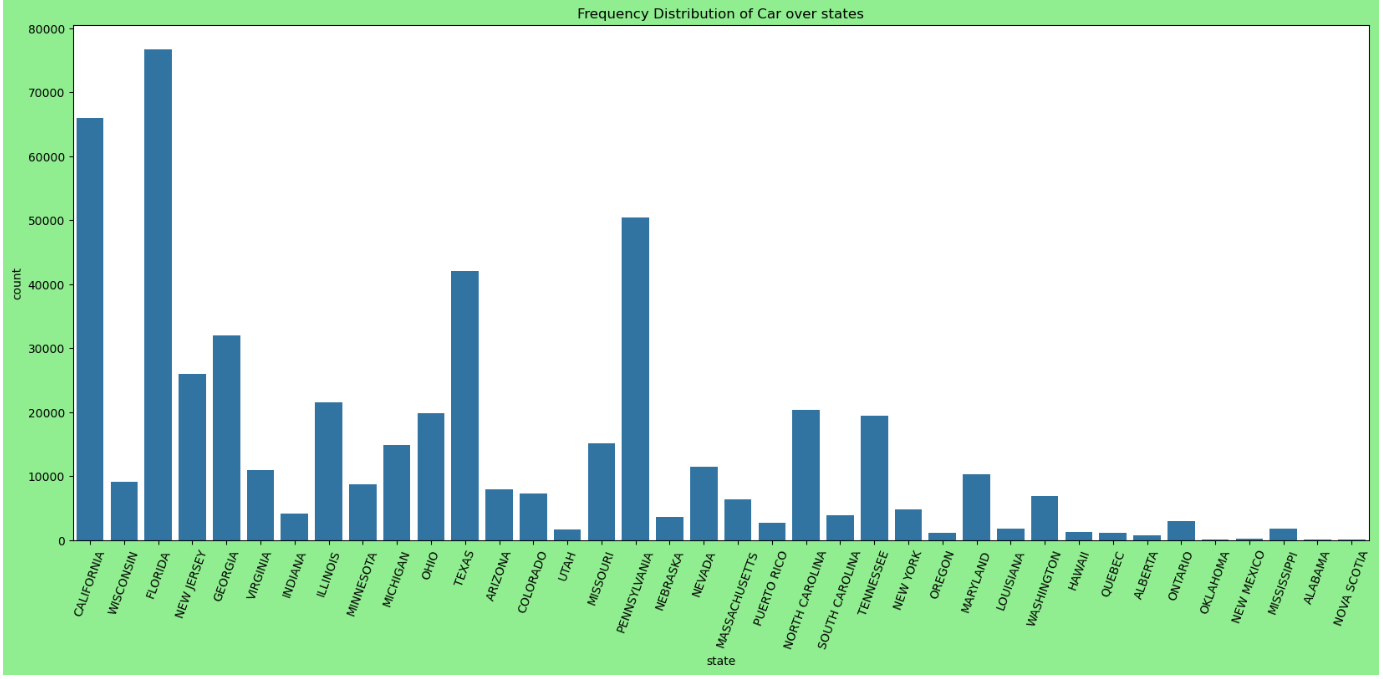 Frequency Distribution of Car over states
80000
70000
60000
50000
40000
30000
20000
10000
0
count
CALIFORNIA
WISCONSIN
FLORIDA
NEW JERSEY
GEORGIA
VIRGINIA
INDIANA
ILLINOIS
MINNESOTA
MICHIGAN
OHIO
TEXAS
ARIZONA
COLORADO
UTAH
MISSOURI
PENNSYLVANIA
NEBRASKA
NEVADA
MASSACHUSETTS
PUERTO RICO
NORTH CAROLINA
SOUTH CAROLINA
TENNESSEE
NEW YORK
OREGON
MARYLAND
LOUISIANA
WASHINGTON
HAWAII
QUEBEC
ALBERTA
ONTARIO
OKLAHOMA
NEW MEXICO
MISSISSIPPI
ALABAMA
NOVA SCOTIA
state